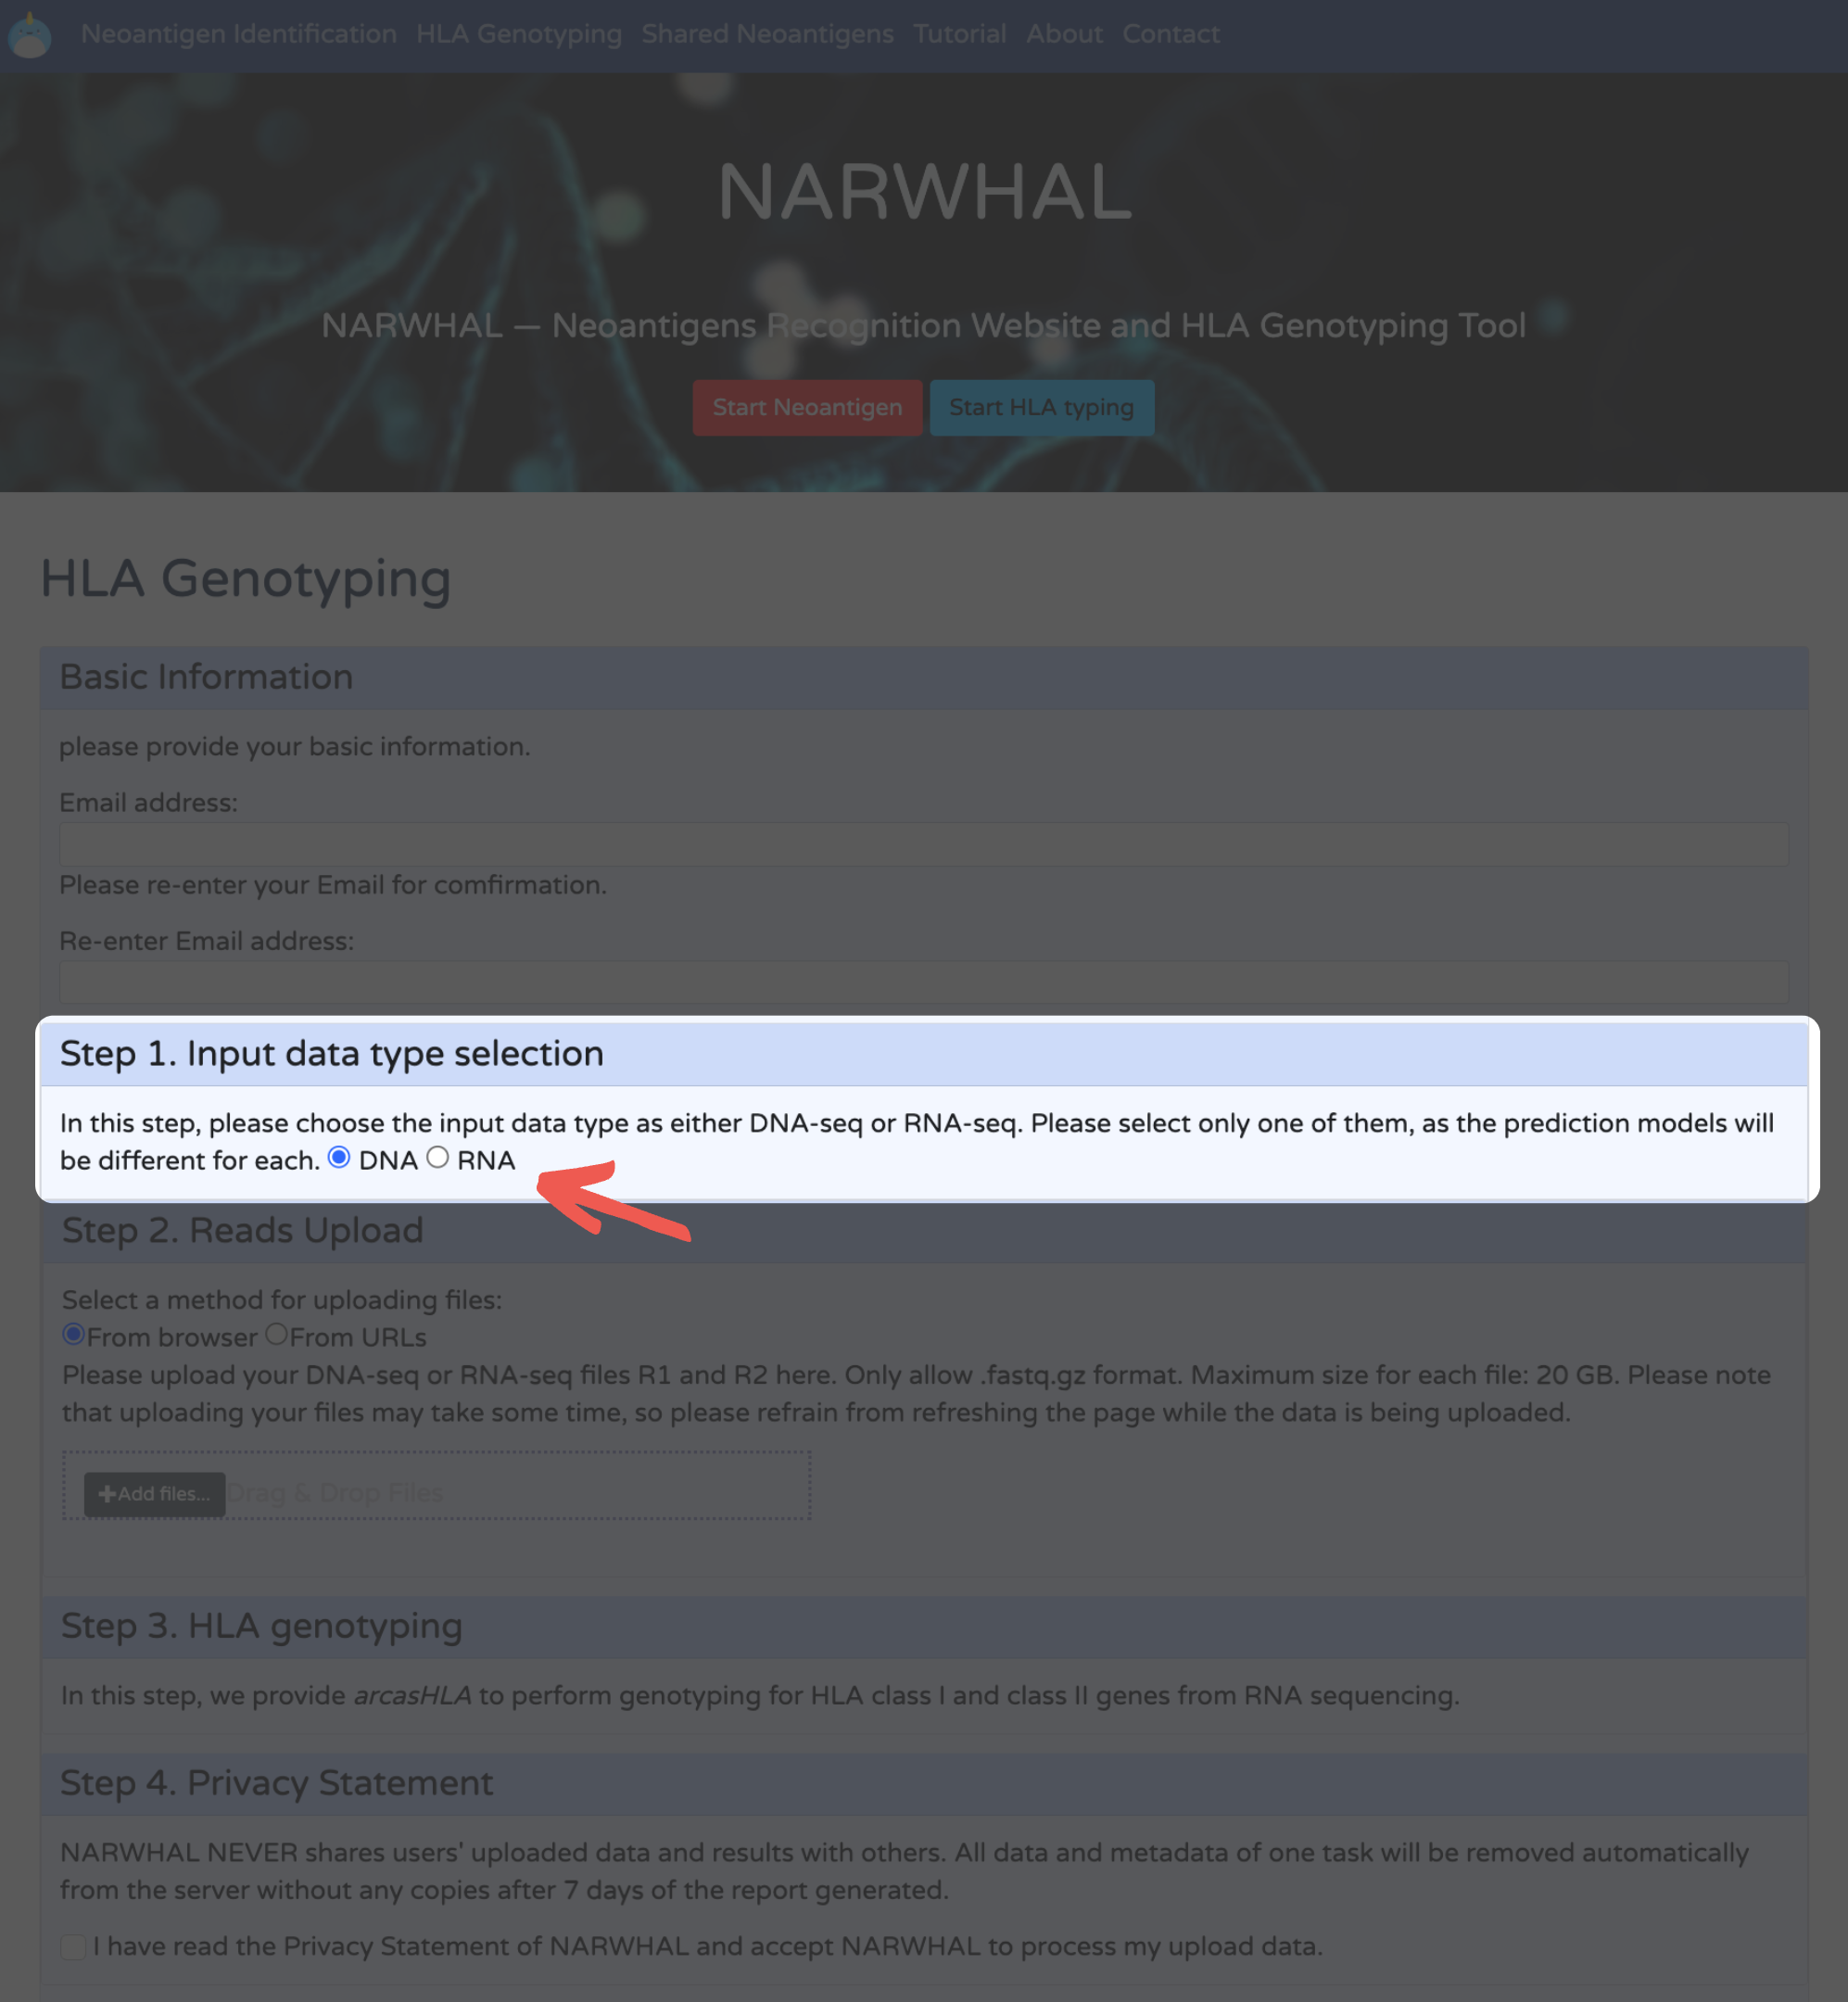 Neoantigen Identification HLA Genotyping Shared Neoantigens Tutorial About Contact
NARWHAL
NARWHAL — Neoantigens Recognition Website and HLA Genotyping Tool
Start Neoantigen Start HLA typing
HLA Genotyping
Basic Information
please provide your basic information.
Email address:
Please re-enter your Email for comfirmation.
Re-enter Email address:
Step 1. Input data type selection
In this step, please choose the input data type as either DNA-seq or RNA-seq. Please select only one of them, as the prediction models will
be different for each. DNA RNA
Step 2. Reads Upload
Select a method for uploading files:
From browser From URLs
Please upload your DNA-seq or RNA-seq files R1 and R2 here. Only allow .fastq.gz format. Maximum size for each file: 20 GB. Please note
that uploading your files may take some time, so please refrain from refreshing the page while the data is being uploaded.
+Add files... Drag & Drop Files
Step 3. HLA genotyping
In this step, we provide arcasHLA to perform genotyping for HLA class I and class II genes from RNA sequencing.
Step 4. Privacy Statement
NARWHAL NEVER shares users' uploaded data and results with others. All data and metadata of one task will be removed automatically
from the server without any copies after 7 days of the report generated.
I have read the Privacy Statement of NARWHAL and accept NARWHAL to process my upload data.